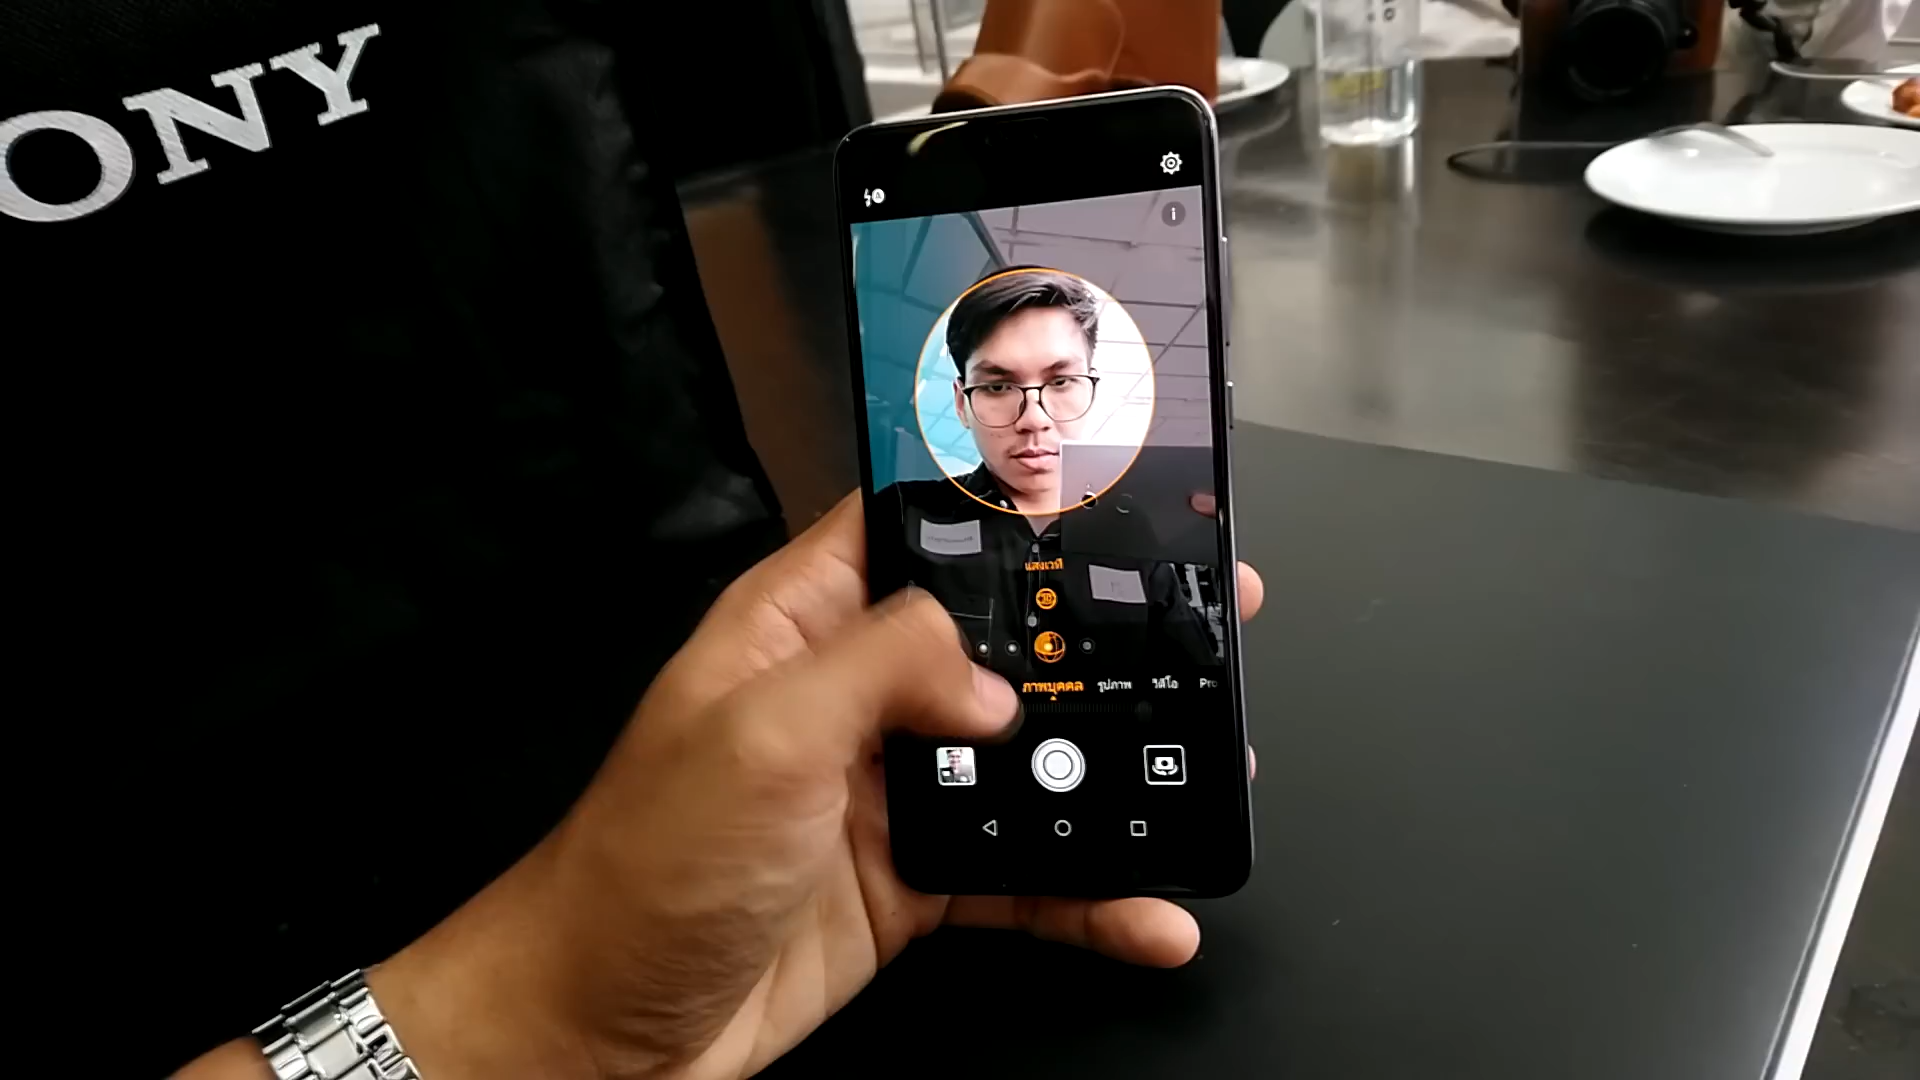 ONY
แสงเวที
3D
ภาพบุคคล
รูปภาพ
วิดีโอ
Pro